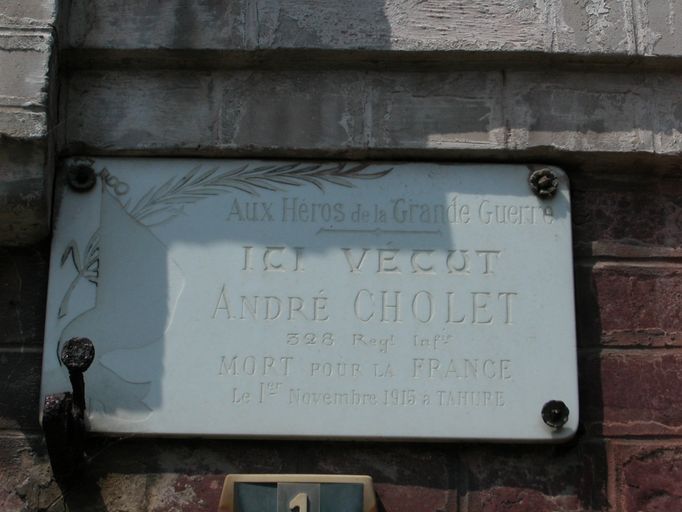 Aux Héros de la Grande Guerre
ICI VÉCUT
ANDRÉ CHOLET
328 Regt Infie
MORT POUR LA FRANCE
Le 1er Novembre 1915 à TAHURE
1